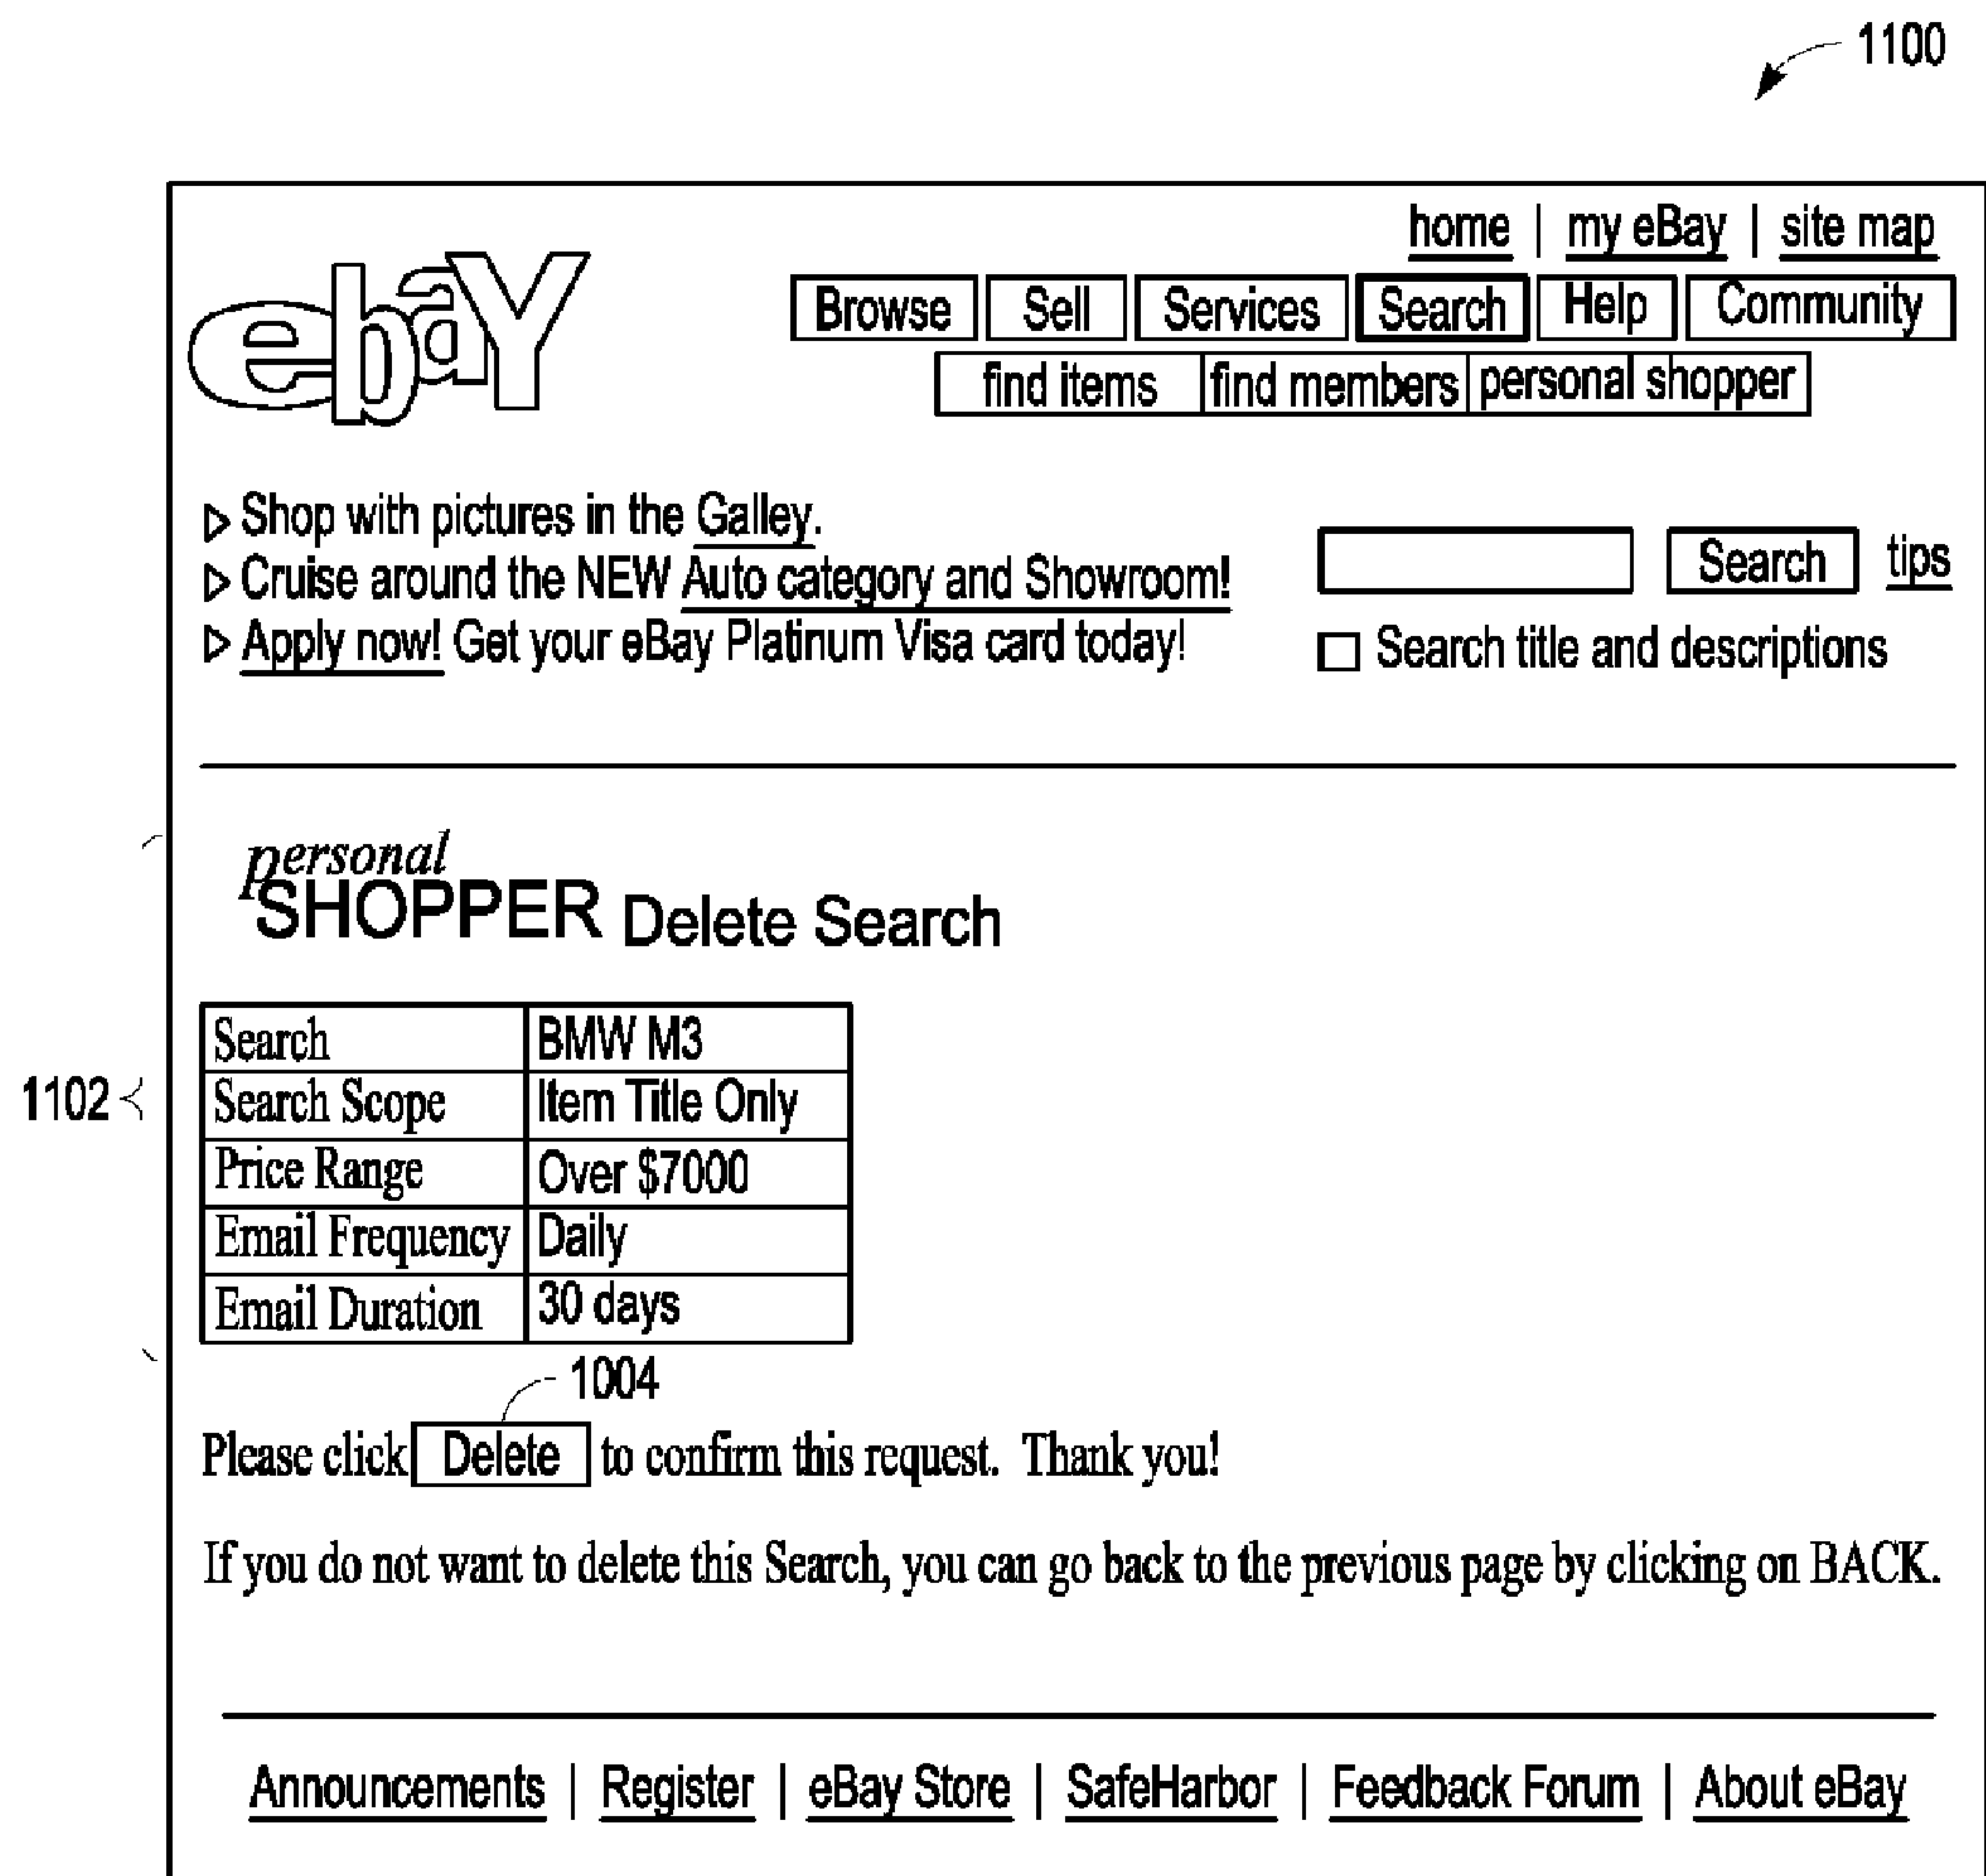 1100
home | my eBay | site map
ebaY
Browse Sell Services Search Help Community
find items find members personal shopper
Shop with pictures in the Galley.
Cruise around the NEW Auto category and Showroom!
Apply now! Get your eBay Platinum Visa card today!
Search tips
Search title and descriptions
personal
SHOPPER Delete Search
1102
Search BMW M3
Search Scope Item Title Only
Price Range Over $7000
Email Frequency Daily
Email Duration 30 days
1004
Please click Delete to confirm this request. Thank you!
If you do not want to delete this Search, you can go back to the previous page by clicking on BACK.
Announcements | Register | eBay Store | SafeHarbor | Feedback Forum | About eBay